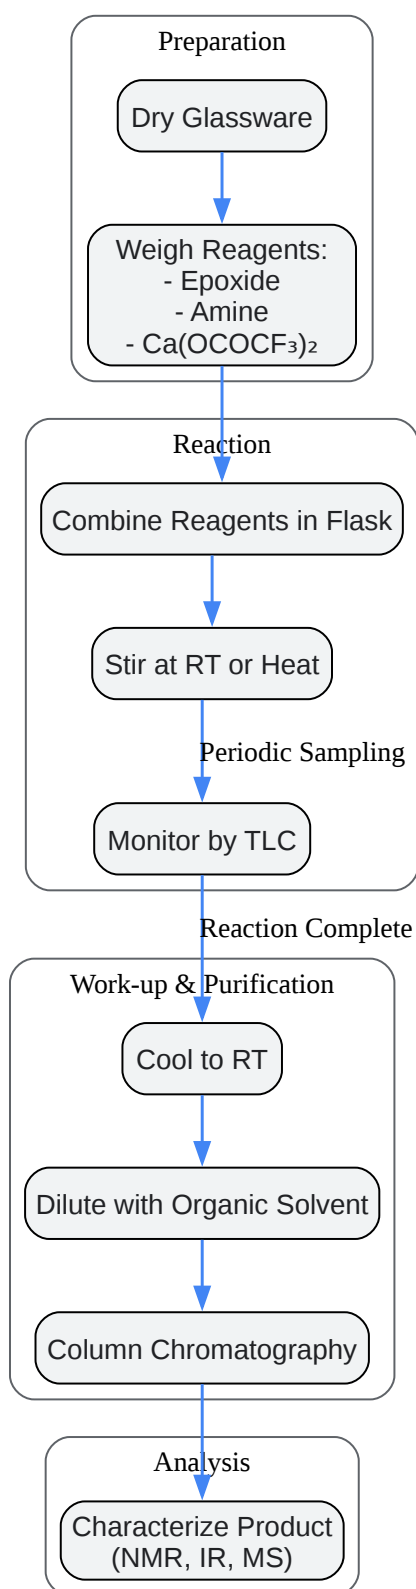 Preparation
Dry Glassware
Weigh Reagents:
- Epoxide
- Amine
- Ca(OCOCF₃)₂
Reaction
Combine Reagents in Flask
Stir at RT or Heat
Periodic Sampling
Monitor by TLC
Reaction Complete
Work-up & Purification
Cool to RT
Dilute with Organic Solvent
Column Chromatography
Analysis
Characterize Product
(NMR, IR, MS)